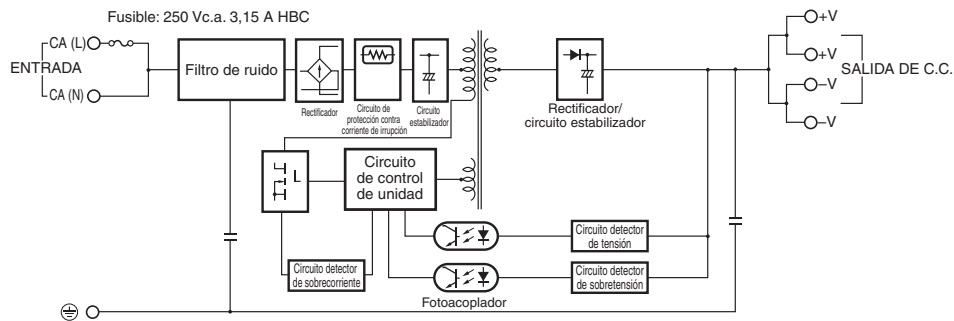 Fusible: 250 Vc.a. 3,15 A HBC
CA (L)
ENTRADA
CA (N)
Filtro de ruido
Rectificador
Circuito de
protección contra
corriente de irrupción
Circuito
estabilizador
Rectificador/
circuito estabilizador
+V
+V
SALIDA DE C.C.
–V
–V
Circuito
de control
de unidad
Circuito detector
de tensión
Circuito detector
de sobrecorriente
Circuito detector
de sobretensión
Fotoacoplador